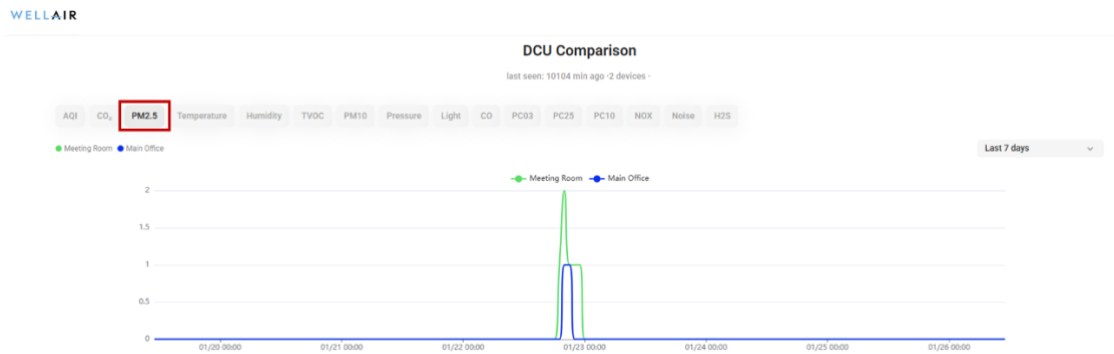 WELLAIR
DCU Comparison
last seen: 10104 min ago -2 devices -
AQI CO₂ PM2.5 Temperature Humidity TVOC PM10 Pressure Light CO PC03 PC25 PC10 NOX Noise H2S
Meeting Room Main Office
Last 7 days
Meeting Room Main Office
2
1.5
1
0.5
0
01/20 00:00 01/21 00:00 01/22 00:00 01/23 00:00 01/24 00:00 01/25 00:00 01/26 00:00